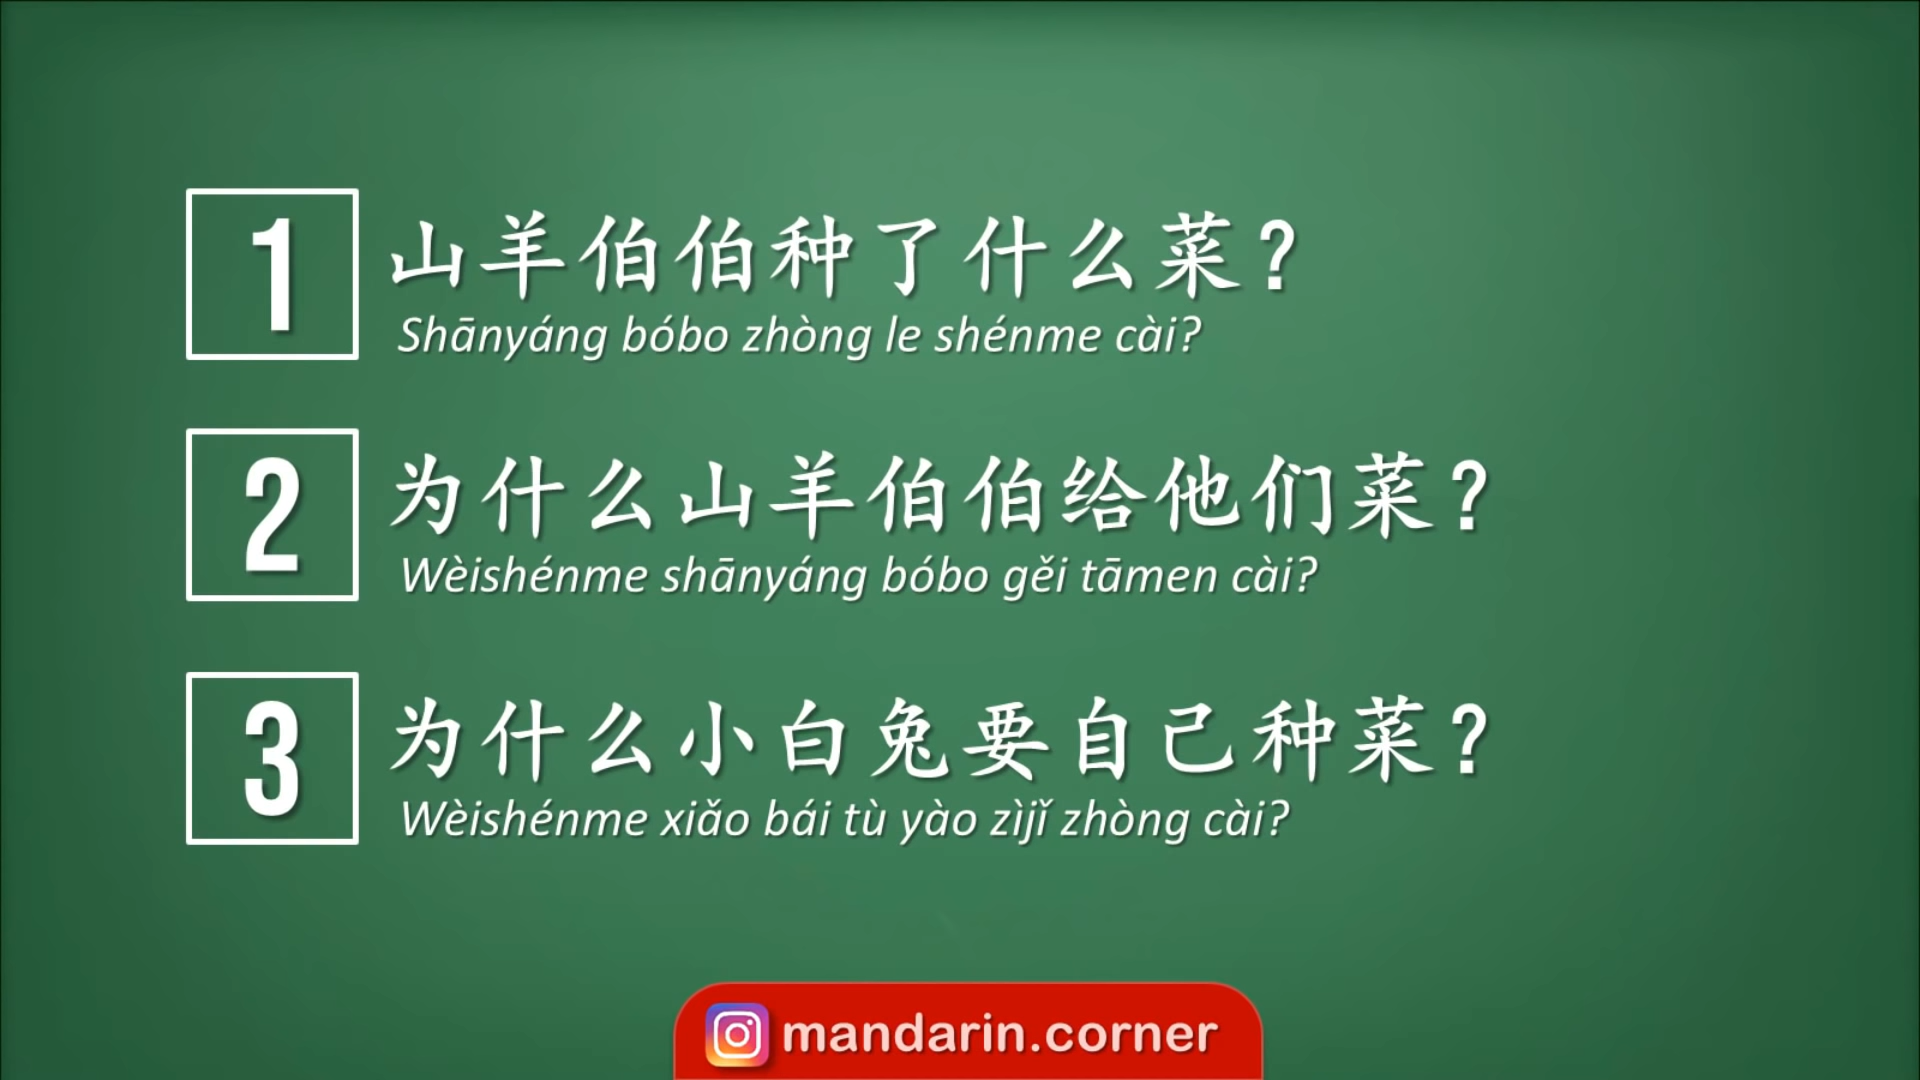 1
山羊伯伯种了什么菜？
Shānyáng bóbo zhòng le shénme cài?
2
为什么山羊伯伯给他们菜？
Wèishénme shānyáng bóbo gěi tāmen cài?
3
为什么小白兔要自己种菜？
Wèishénme xiǎo bái tù yào zìjǐ zhòng cài?
mandarin.corner